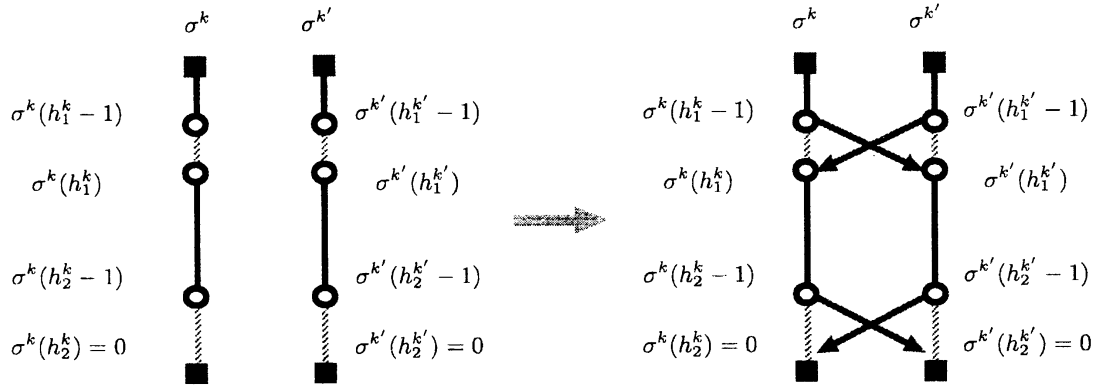 σ^k σ^{k'} σ^k σ^{k'}
σ^k(h_1^k − 1) σ^{k'}(h_1^{k'} − 1) σ^k(h_1^k − 1) σ^{k'}(h_1^{k'} − 1)
σ^k(h_1^k) σ^{k'}(h_1^{k'}) σ^k(h_1^k) σ^{k'}(h_1^{k'})
σ^k(h_2^k − 1) σ^{k'}(h_2^{k'} − 1) σ^k(h_2^k − 1) σ^{k'}(h_2^{k'} − 1)
σ^k(h_2^k) = 0 σ^{k'}(h_2^{k'}) = 0 σ^k(h_2^k) = 0 σ^{k'}(h_2^{k'}) = 0